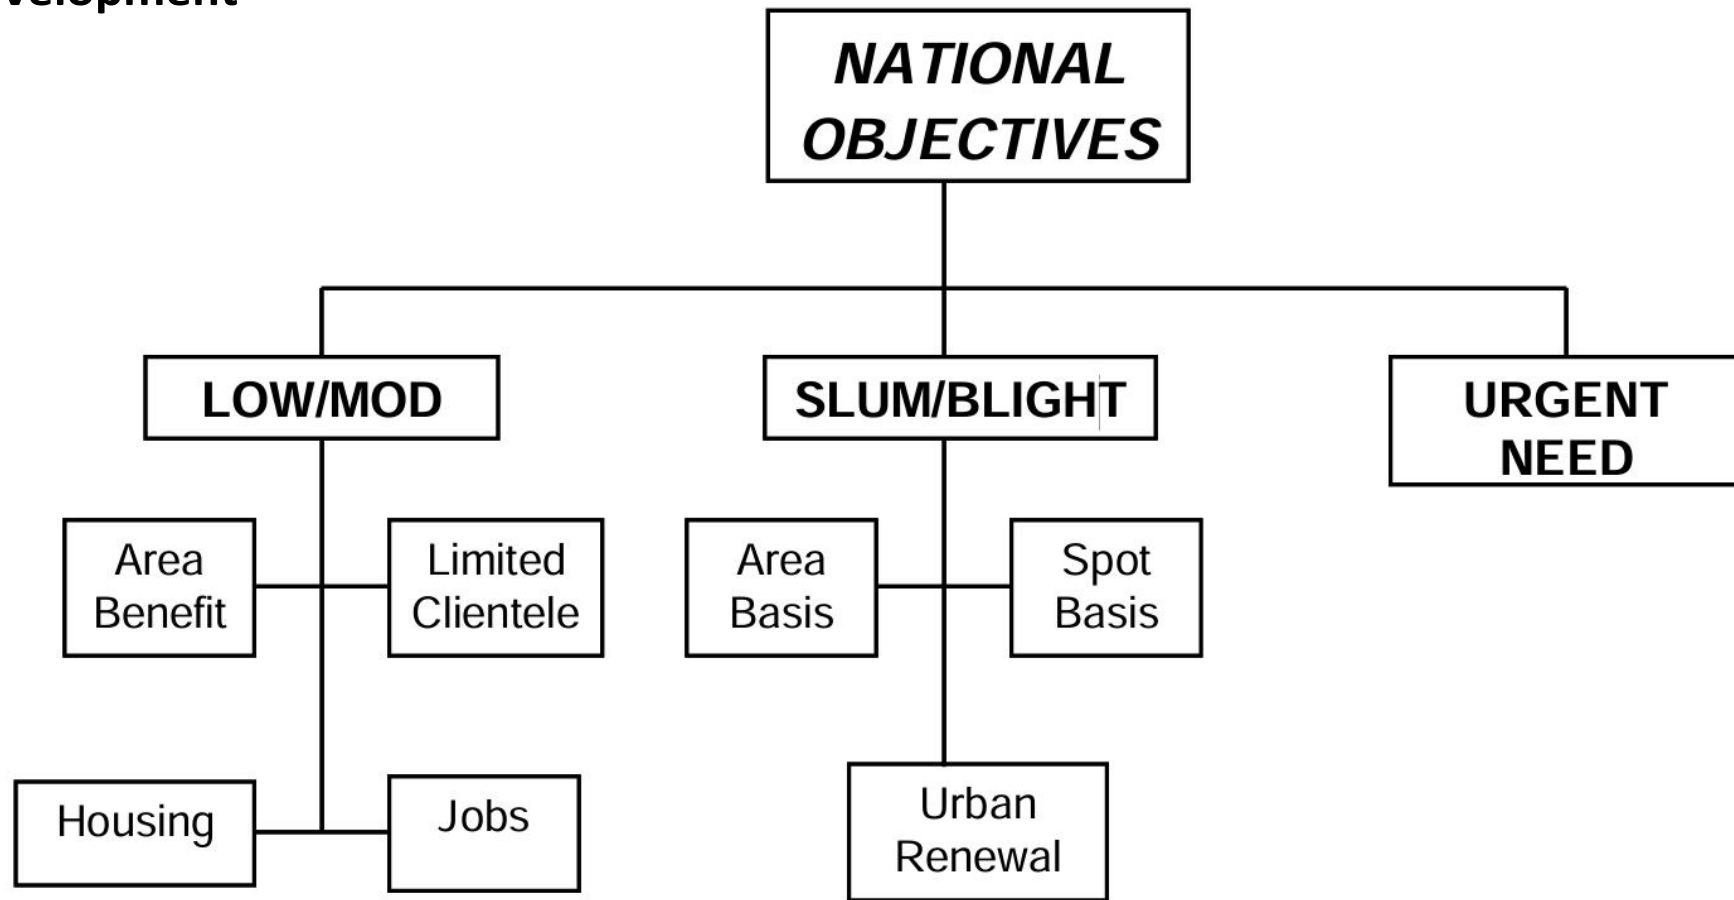 NATIONAL
OBJECTIVES
LOW/MOD
SLUM/BLIGHT
URGENT
NEED
Area
Benefit
Limited
Clientele
Area
Basis
Spot
Basis
Housing
Jobs
Urban
Renewal